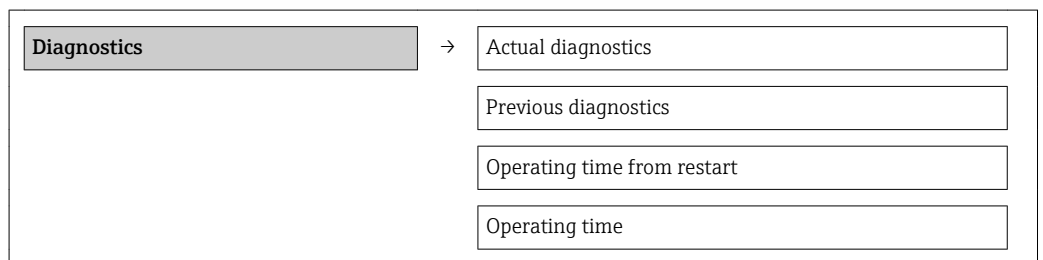 Diagnostics → Actual diagnostics
Previous diagnostics
Operating time from restart
Operating time